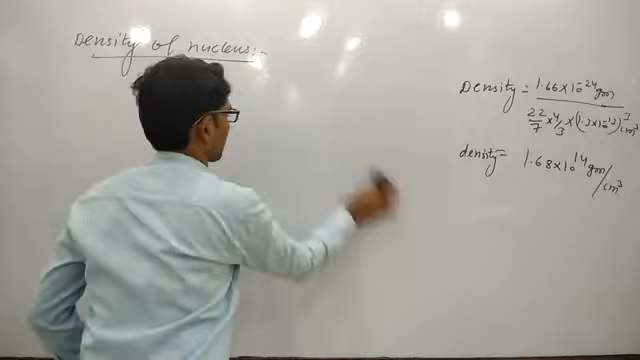 Density of nucleus:-
Density = 1.66×10⁻²⁴ gm
22/7 × 4/3 × (1.3×10⁻¹³)³ cm³
density = 1.68×10¹⁴ gm/cm³